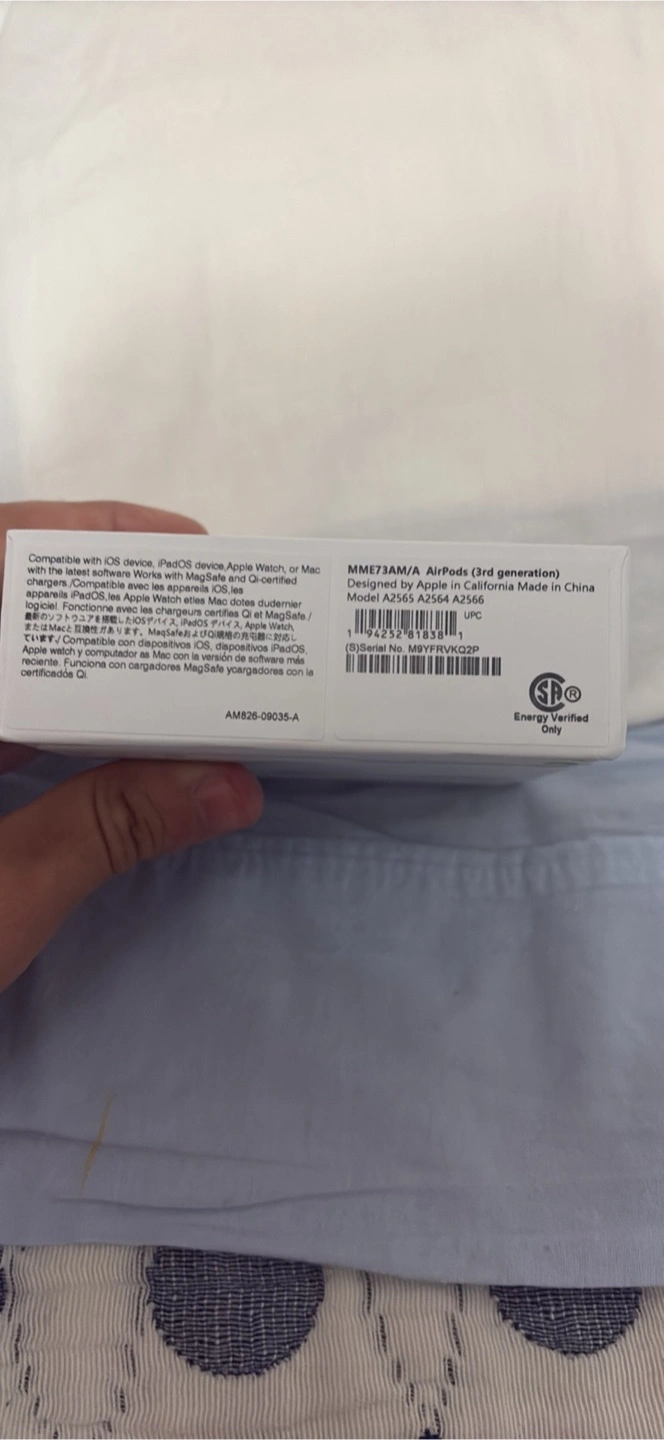 Compatible with iOS device, iPadOS device,Apple Watch, or Mac
with the latest software Works with MagSafe and Qi-certified
chargers./Compatible avec les appareils iOS,les
appareils iPadOS,les Apple Watch etles Mac dotes dudernier
logiciel. Fonctionne avec les chargeurs certifies Qi et MagSafe./
最新のソフトウユアを搭載したiOSデバイス, iPadOS デバイス, Apple Watch,
またはMacと互換性があります。MagSafeおよびQi規格の充電器に対応し
ています./Compatible con dispositivos iOS, dispositivos iPadOS,
Apple watch y computador as Mac con la versión de software más
reciente. Funciona con cargadores MagSafe ycargadores con la
certificadós Qi.
AM826-09035-A
MME73AM/A AirPods (3rd generation)
Designed by Apple in California Made in China
Model A2565 A2564 A2566
UPC
1 94252 81838 1
(S)Serial No. M9YFRVKQ2P
SA®
Energy Verified
Only